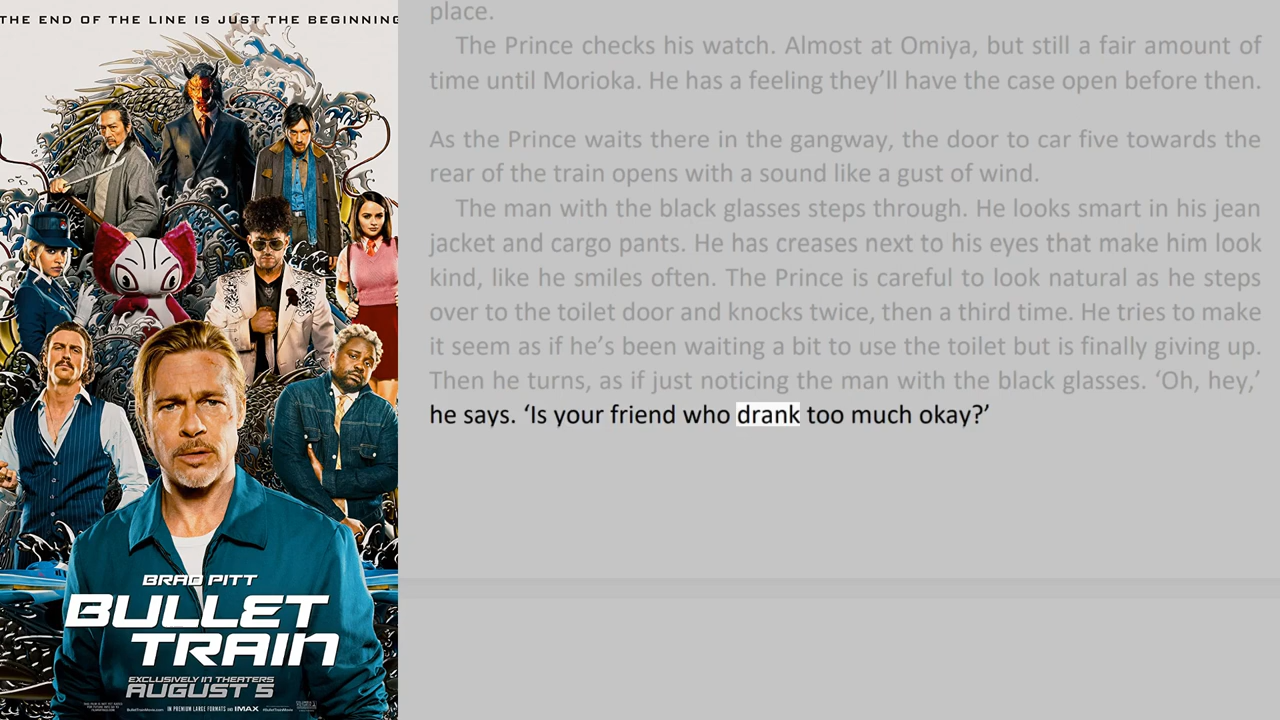 THE END OF THE LINE IS JUST THE BEGINNING
BRAD PITT
BULLET
TRAIN
EXCLUSIVELY IN THEATERS
AUGUST 5
BulletTrainMovie.com
IN PREMIUM LARGE FORMATS AND IMAX
#BulletTrainMovie
place.
The Prince checks his watch. Almost at Omiya, but still a fair amount of
time until Morioka. He has a feeling they’ll have the case open before then.
As the Prince waits there in the gangway, the door to car five towards the
rear of the train opens with a sound like a gust of wind.
The man with the black glasses steps through. He looks smart in his jean
jacket and cargo pants. He has creases next to his eyes that make him look
kind, like he smiles often. The Prince is careful to look natural as he steps
over to the toilet door and knocks twice, then a third time. He tries to make
it seem as if he’s been waiting a bit to use the toilet but is finally giving up.
Then he turns, as if just noticing the man with the black glasses. ‘Oh, hey,’
he says. ‘Is your friend who drank too much okay?’